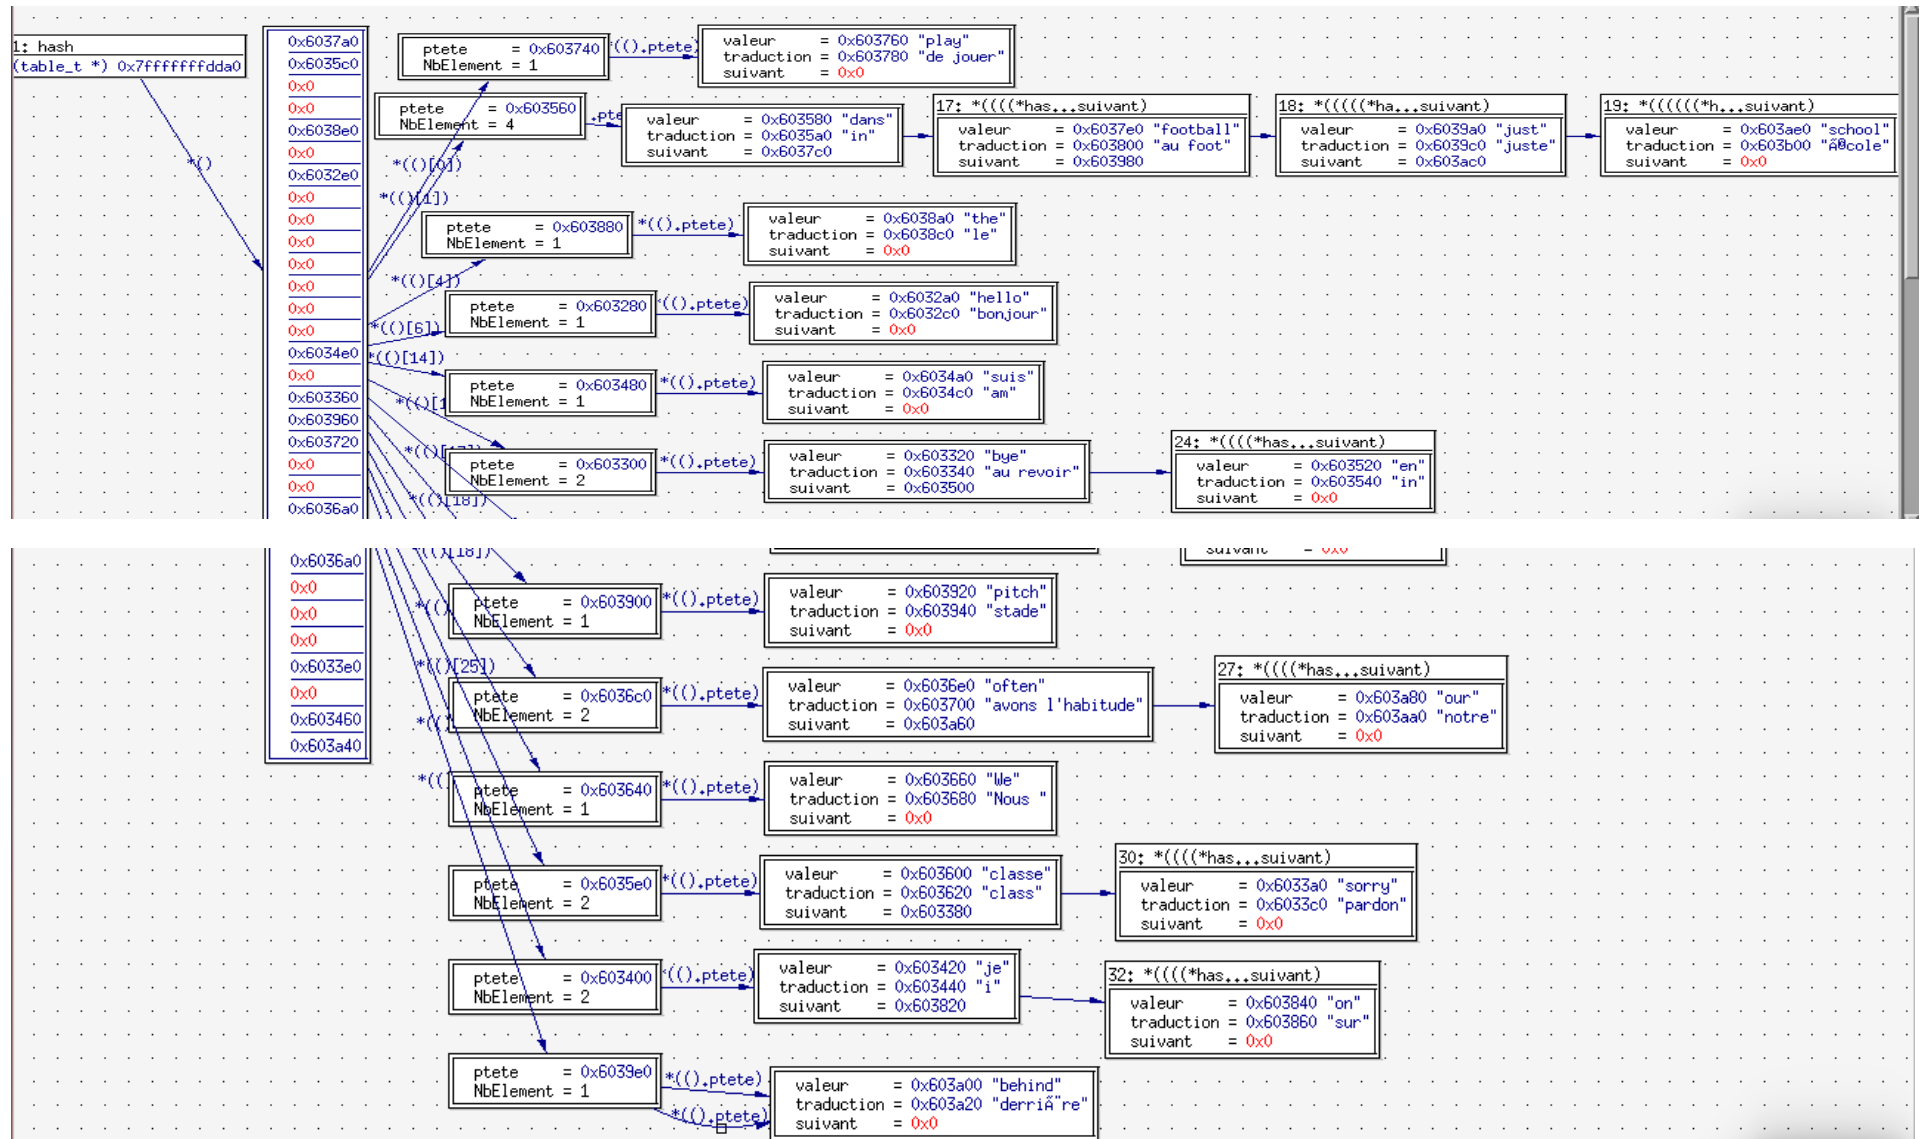 1: hash
(table_t *) 0x7fffffffdda0
*()
0x6037a0
0x6035c0
0x0
0x0
0x6038e0
0x0
0x6032e0
0x0
0x0
0x0
0x0
0x0
0x0
0x0
0x6034e0
0x0
0x603360
0x603960
0x603720
0x0
0x0
0x6036a0
ptete = 0x603740
NbElement = 1
*(().ptete)
valeur = 0x603760 "play"
traduction = 0x603780 "de jouer"
suivant = 0x0
ptete = 0x603560
NbElement = 4
.pte
valeur = 0x603580 "dans"
traduction = 0x6035a0 "in"
suivant = 0x6037c0
17: *((((*has...suivant)
valeur = 0x6037e0 "football"
traduction = 0x603800 "au foot"
suivant = 0x603980
18: *(((((*ha...suivant)
valeur = 0x6039a0 "just"
traduction = 0x6039c0 "juste"
suivant = 0x603ac0
19: *((((((*h...suivant)
valeur = 0x603ae0 "school"
traduction = 0x603b00 "Ã®cole"
suivant = 0x0
*(()[0])
*(()[1])
ptete = 0x603880
NbElement = 1
*(().ptete)
valeur = 0x6038a0 "the"
traduction = 0x6038c0 "le"
suivant = 0x0
*(()[4])
ptete = 0x603280
NbElement = 1
*(().ptete)
valeur = 0x6032a0 "hello"
traduction = 0x6032c0 "bonjour"
suivant = 0x0
*(()[6])
*(()[14])
ptete = 0x603480
NbElement = 1
*(().ptete)
valeur = 0x6034a0 "suis"
traduction = 0x6034c0 "am"
suivant = 0x0
*(()[1
ptete = 0x603300
NbElement = 2
*(().ptete)
valeur = 0x603320 "bye"
traduction = 0x603340 "au revoir"
suivant = 0x603500
24: *((((*has...suivant)
valeur = 0x603520 "en"
traduction = 0x603540 "in"
suivant = 0x0
*(()[18])
0x6036a0
0x0
0x0
0x0
0x6033e0
0x0
0x603460
0x603a40
*(()[18])
suivant = 0x0
ptete = 0x603900
NbElement = 1
*(().ptete)
valeur = 0x603920 "pitch"
traduction = 0x603940 "stade"
suivant = 0x0
*(()
*(()[25])
ptete = 0x6036c0
NbElement = 2
*(().ptete)
valeur = 0x6036e0 "often"
traduction = 0x603700 "avons l'habitude"
suivant = 0x603a60
27: *((((*has...suivant)
valeur = 0x603a80 "our"
traduction = 0x603aa0 "notre"
suivant = 0x0
*(()
*(()
ptete = 0x603640
NbElement = 1
*(().ptete)
valeur = 0x603660 "We"
traduction = 0x603680 "Nous "
suivant = 0x0
ptete = 0x6035e0
NbElement = 2
*(().ptete)
valeur = 0x603600 "classe"
traduction = 0x603620 "class"
suivant = 0x603380
30: *((((*has...suivant)
valeur = 0x6033a0 "sorry"
traduction = 0x6033c0 "pardon"
suivant = 0x0
ptete = 0x603400
NbElement = 2
*(().ptete)
valeur = 0x603420 "je"
traduction = 0x603440 "i"
suivant = 0x603820
32: *((((*has...suivant)
valeur = 0x603840 "on"
traduction = 0x603860 "sur"
suivant = 0x0
ptete = 0x6039e0
NbElement = 1
*(().ptete)
*(().ptete)
valeur = 0x603a00 "behind"
traduction = 0x603a20 "derriÃ¨re"
suivant = 0x0